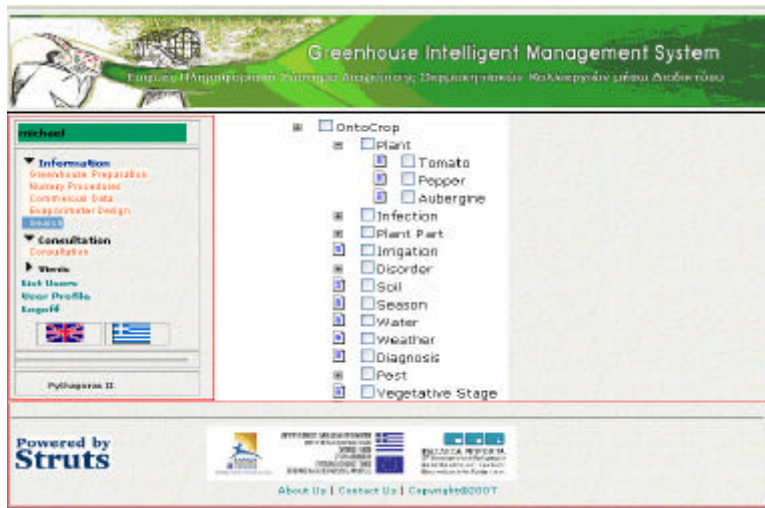 Greenhouse Intelligent Management System
michael
Information
Greenhouse Preparation
Nursery Procedures
Commercial Data
Evaporimeter Design
Search
Consultation
Consultation
Views
List Users
User Profile
Logoff
Pythagoras II
OntoCrop
Plant
Tomato
Pepper
Aubergine
Infection
Plant Part
Irrigation
Disorder
Soil
Season
Water
Weather
Diagnosis
Pest
Vegetative Stage
Powered by
Struts
About Us | Contact Us | Copyright@2007